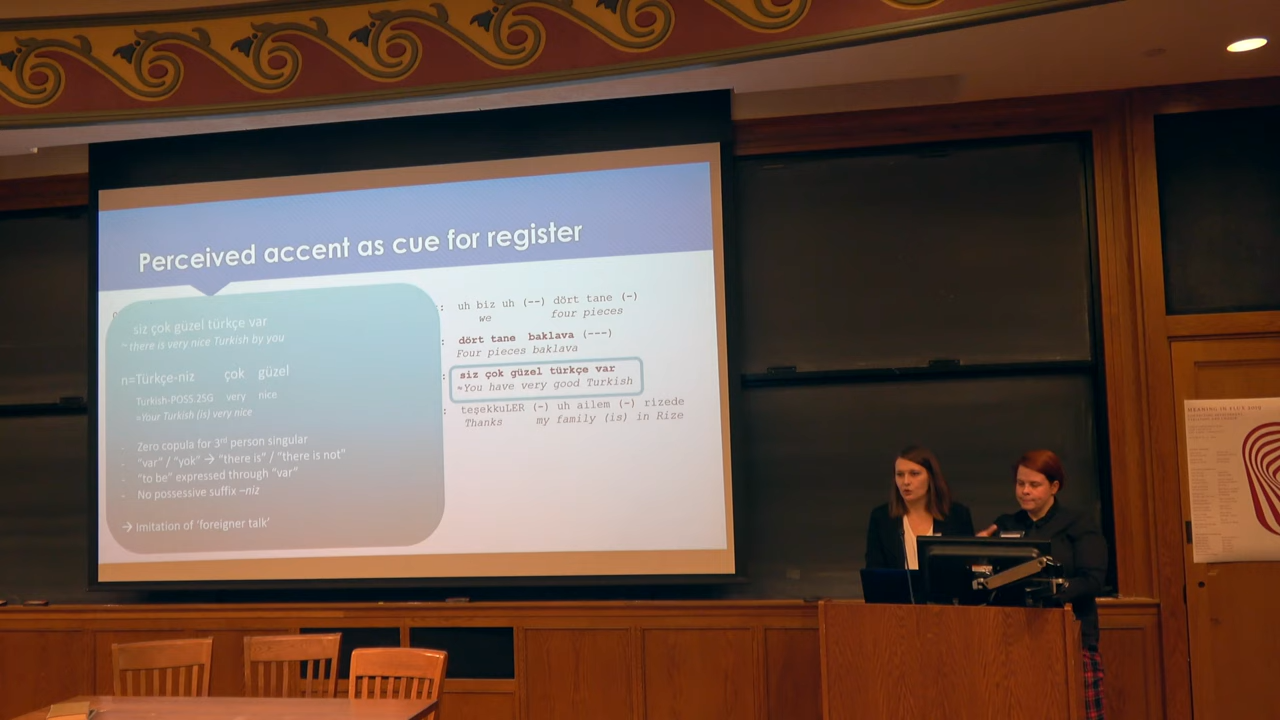 Perceived accent as cue for register
siz çok güzel türkçe var
~ there is very nice Turkish by you
n=Türkçe-niz çok güzel
Turkish-POSS 2SG very nice
≈Your Turkish (is) very nice
- Zero copula for 3rd person singular
- "var" / "yok" → "there is" / "there is not"
- "to be" expressed through "var"
- No possessive suffix –niz
→ Imitation of 'foreigner talk'
: uh biz uh (--) dört tane (-)
we four pieces
: dört tane baklava (---)
Four pieces baklava
: siz çok güzel türkçe var
≈You have very good Turkish
: teşekkuLER (-) uh ailem (-) rizede
Thanks my family (is) in Rize
MEANING IN FLUX 2019